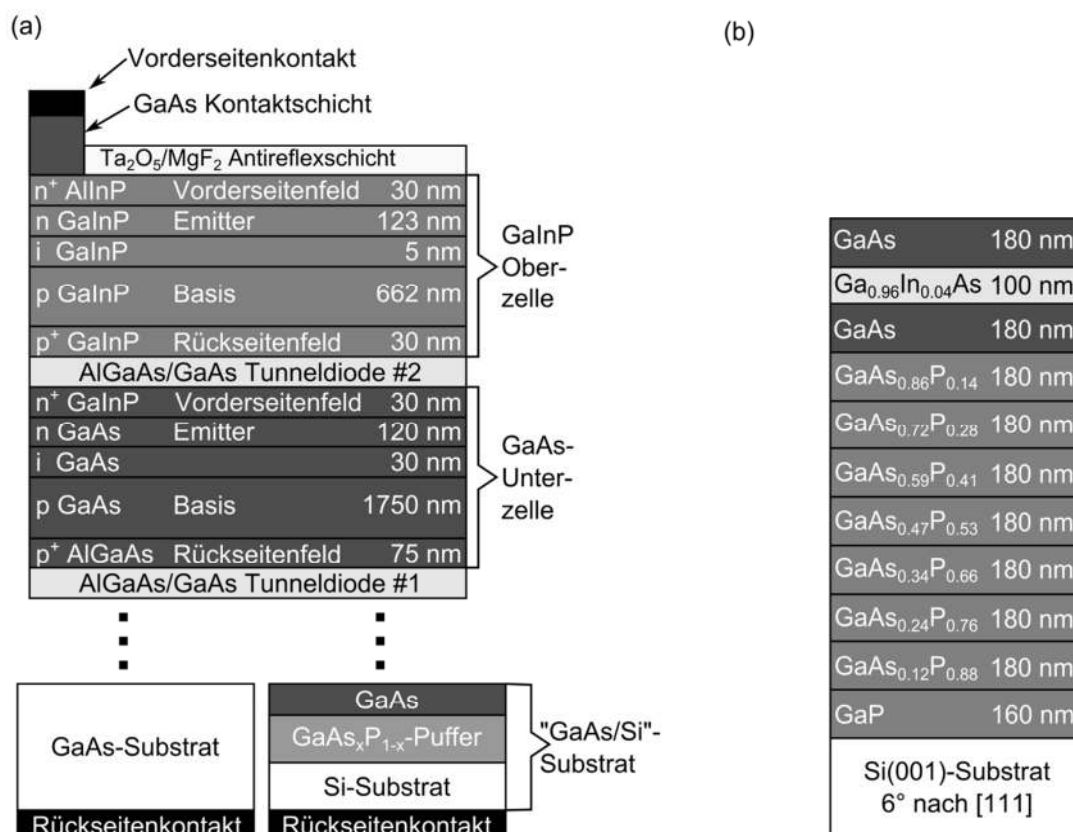 (a)
Vorderseitenkontakt
GaAs Kontaktschicht
Ta₂O₅/MgF₂ Antireflexschicht
n⁺ AlInP Vorderseitenfeld 30 nm
n GaInP Emitter 123 nm
i GaInP 5 nm
p GaInP Basis 662 nm
p⁺ GaInP Rückseitenfeld 30 nm
GaInP
Ober-
zelle
AlGaAs/GaAs Tunneldiode #2
n⁺ GaInP Vorderseitenfeld 30 nm
n GaAs Emitter 120 nm
i GaAs 30 nm
p GaAs Basis 1750 nm
p⁺ AlGaAs Rückseitenfeld 75 nm
GaAs-
Unter-
zelle
AlGaAs/GaAs Tunneldiode #1
GaAs-Substrat
Rückseitenkontakt
GaAs
GaAsₓP₁₋ₓ-Puffer
Si-Substrat
Rückseitenkontakt
"GaAs/Si"-
Substrat
(b)
GaAs 180 nm
Ga₀.₉₆In₀.₀₄As 100 nm
GaAs 180 nm
GaAs₀.₈₆P₀.₁₄ 180 nm
GaAs₀.₇₂P₀.₂₈ 180 nm
GaAs₀.₅₉P₀.₄₁ 180 nm
GaAs₀.₄₇P₀.₅₃ 180 nm
GaAs₀.₃₄P₀.₆₆ 180 nm
GaAs₀.₂₄P₀.₇₆ 180 nm
GaAs₀.₁₂P₀.₈₈ 180 nm
GaP 160 nm
Si(001)-Substrat
6° nach [111]